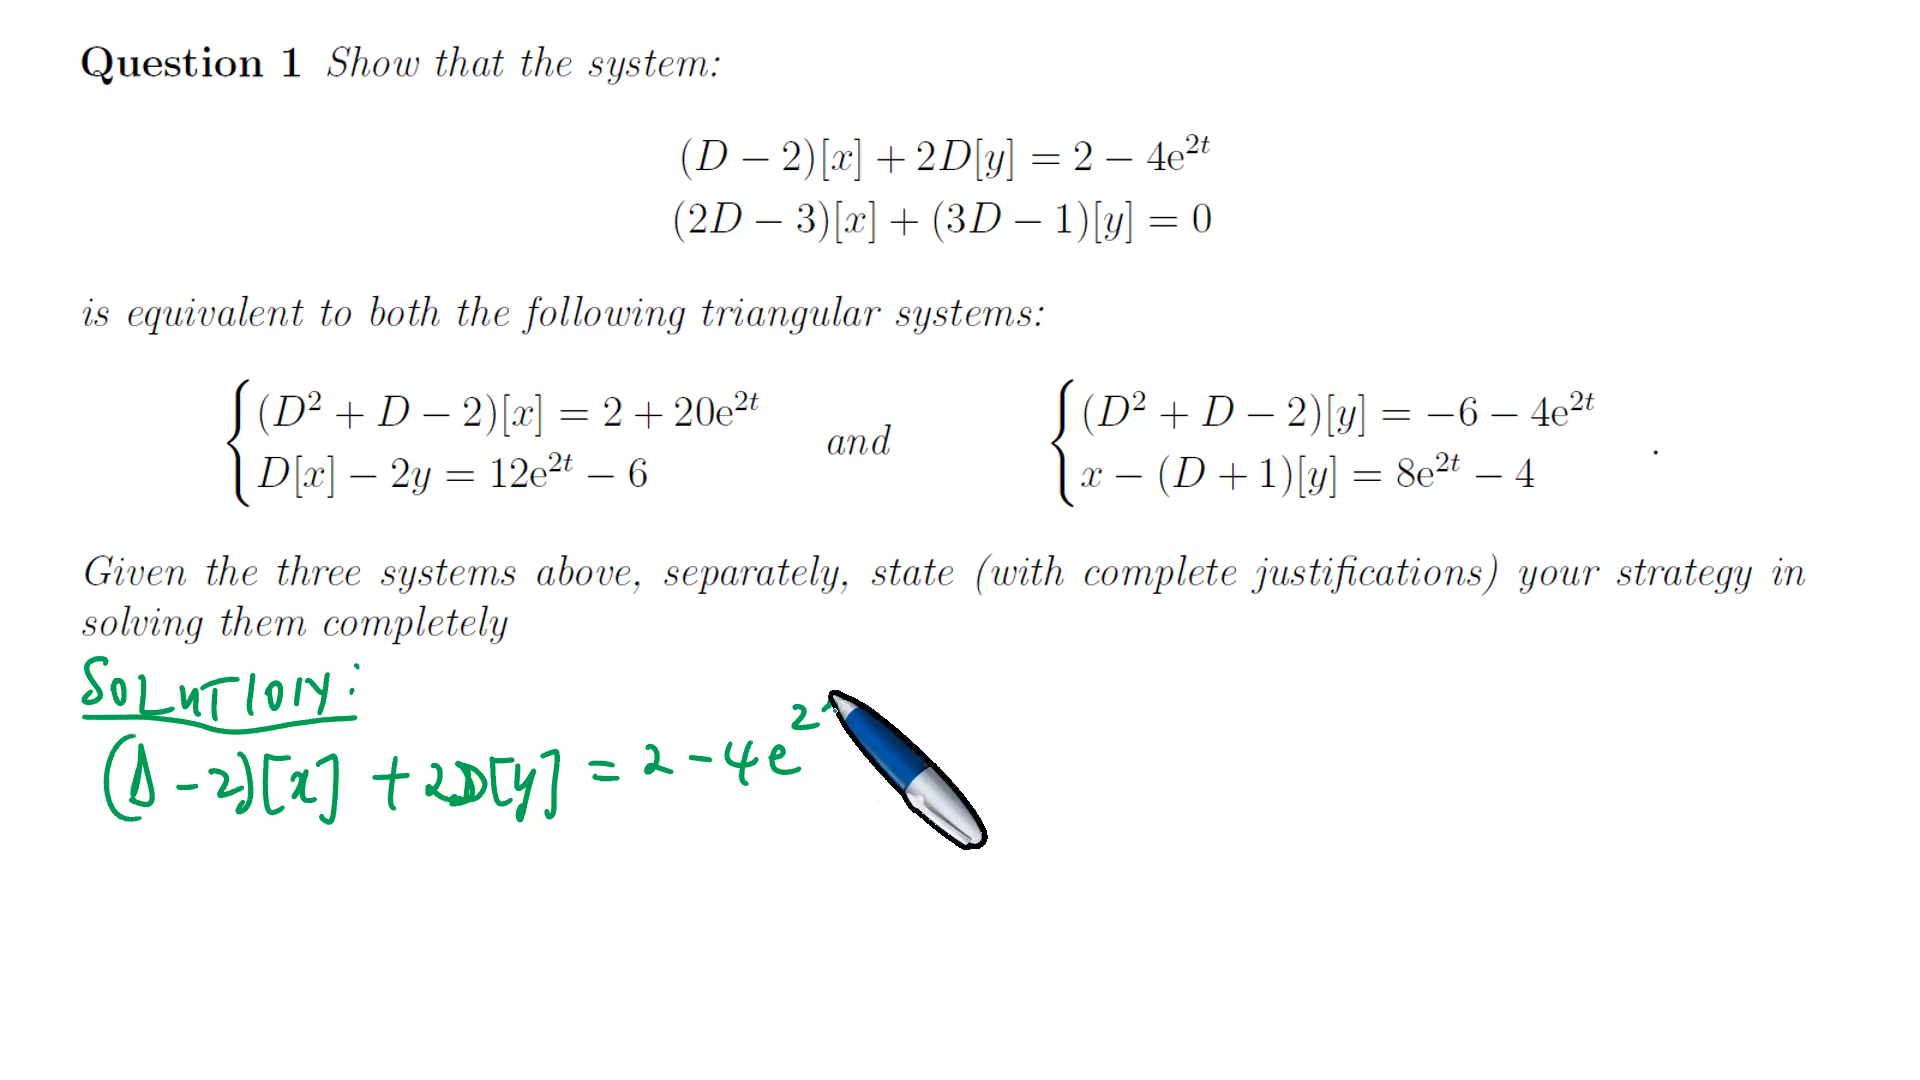 Question 1 Show that the system:
(D − 2)[x] + 2D[y] = 2 − 4e^{2t}
(2D − 3)[x] + (3D − 1)[y] = 0
is equivalent to both the following triangular systems:
{(D² + D − 2)[x] = 2 + 20e^{2t}
D[x] − 2y = 12e^{2t} − 6
and
{(D² + D − 2)[y] = −6 − 4e^{2t}
x − (D + 1)[y] = 8e^{2t} − 4
.
Given the three systems above, separately, state (with complete justifications) your strategy in
solving them completely
SOLUTION:
(D − 2)[x] + 2D[y] = 2 − 4e^2